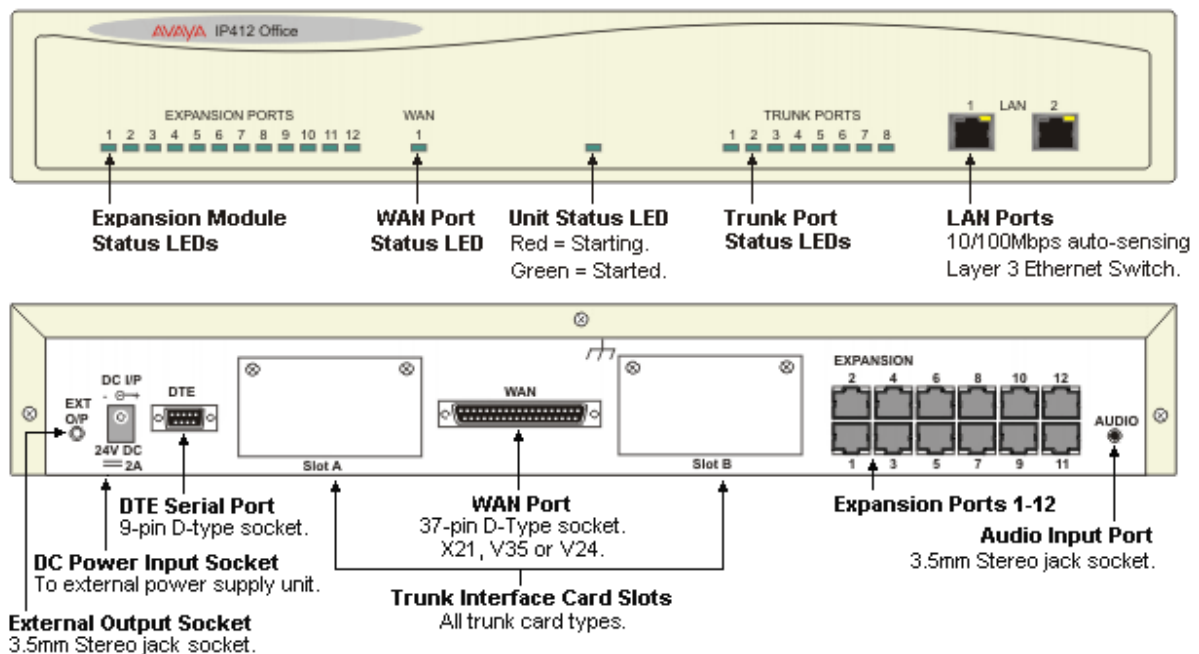 AVAYA IP412 Office
EXPANSION PORTS
1 2 3 4 5 6 7 8 9 10 11 12
WAN
1
TRUNK PORTS
1 2 3 4 5 6 7 8
1 LAN 2
Expansion Module
Status LEDs
WAN Port
Status LED
Unit Status LED
Red = Starting.
Green = Started.
Trunk Port
Status LEDs
LAN Ports
10/100Mbps auto-sensing
Layer 3 Ethernet Switch.
EXT
O/P
DC I/P
- +
24V DC
2A
DTE
Slot A
WAN
Slot B
EXPANSION
2 4 6 8 10 12
1 3 5 7 9 11
AUDIO
DTE Serial Port
9-pin D-type socket.
WAN Port
37-pin D-Type socket.
X21, V35 or V24.
Expansion Ports 1-12
Audio Input Port
3.5mm Stereo jack socket.
DC Power Input Socket
To external power supply unit.
Trunk Interface Card Slots
All trunk card types.
External Output Socket
3.5mm Stereo jack socket.